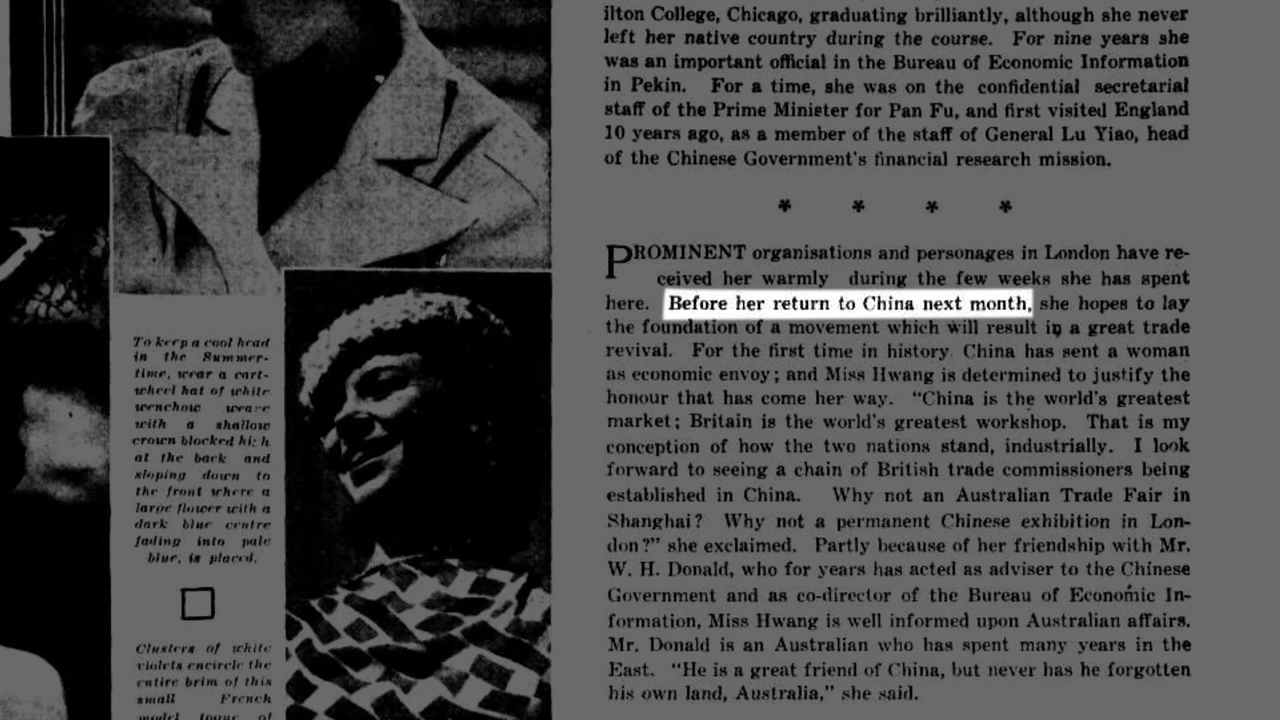 To keep a cool head
in the Summer-
time, wear a cart-
wheel hat of white
wenchow weave
with a shallow
crown blocked high
at the back and
sloping down to
the front where a
large flower with a
dark blue centre
fading into pale
blue, is placed.
Clusters of white
violets encircle the
entire brim of this
small French
model toque of
ilton College, Chicago, graduating brilliantly, although she never
left her native country during the course. For nine years she
was an important official in the Bureau of Economic Information
in Pekin. For a time, she was on the confidential secretarial
staff of the Prime Minister for Pan Fu, and first visited England
10 years ago, as a member of the staff of General Lu Yiao, head
of the Chinese Government's financial research mission.
* * * *
PROMINENT organisations and personages in London have re-
ceived her warmly during the few weeks she has spent
here. Before her return to China next month, she hopes to lay
the foundation of a movement which will result in a great trade
revival. For the first time in history China has sent a woman
as economic envoy; and Miss Hwang is determined to justify the
honour that has come her way. "China is the world's greatest
market; Britain is the world's greatest workshop. That is my
conception of how the two nations stand, industrially. I look
forward to seeing a chain of British trade commissioners being
established in China. Why not an Australian Trade Fair in
Shanghai? Why not a permanent Chinese exhibition in Lon-
don?" she exclaimed. Partly because of her friendship with Mr.
W. H. Donald, who for years has acted as adviser to the Chinese
Government and as co-director of the Bureau of Economic In-
formation, Miss Hwang is well informed upon Australian affairs.
Mr. Donald is an Australian who has spent many years in the
East. "He is a great friend of China, but never has he forgotten
his own land, Australia," she said.